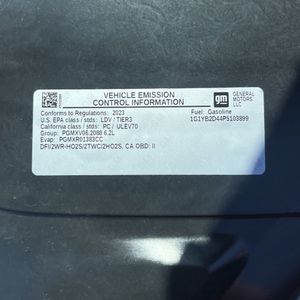 VEHICLE EMISSION
CONTROL INFORMATION
gm
GENERAL
MOTORS
LLC
Conforms to Regulations: 2023
Fuel: Gasoline
U.S. EPA class / stds: LDV / TIER3
1G1YB2D44P5103899
California class / stds: PC / ULEV70
Group: PGMXV06.2088 6.2L
Evap: PGMXR01383CC
DFI/2WR-HO2S/2TWC/2HO2S, CA OBD: II